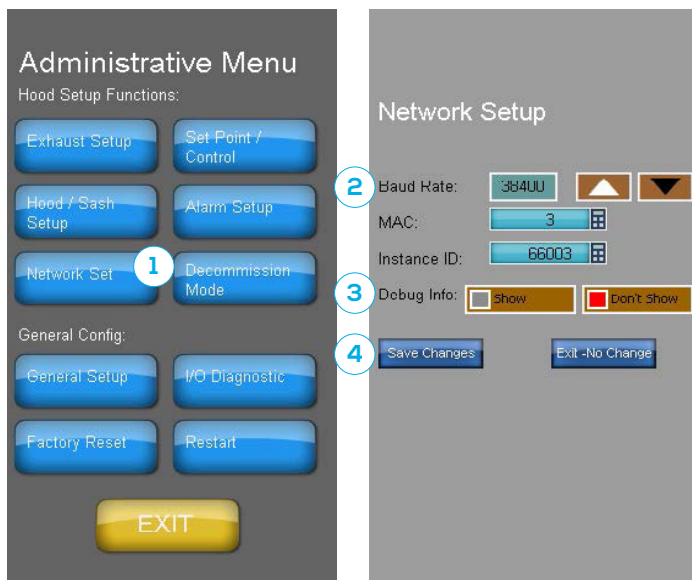 Administrative Menu
Hood Setup Functions:
Exhaust Setup
Set Point /
Control
Hood / Sash
Setup
Alarm Setup
Network Set
1
Decommission
Mode
General Config:
General Setup
I/O Diagnostic
Factory Reset
Restart
EXIT
Network Setup
2 Baud Rate: 38400
MAC: 3
Instance ID: 66003
3 Debug Info: Show Don't Show
4 Save Changes Exit -No Change